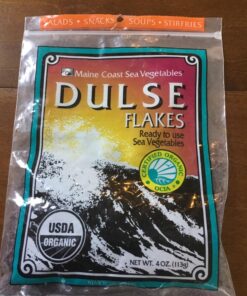 SALADS • SNACKS • SOUPS • STIRFRIES
Maine Coast Sea Vegetables
DULSE
FLAKES
Ready to use
Sea Vegetables
CERTIFIED ORGANIC
OCIA
USDA
ORGANIC
NET WT. 4 OZ. (113g)